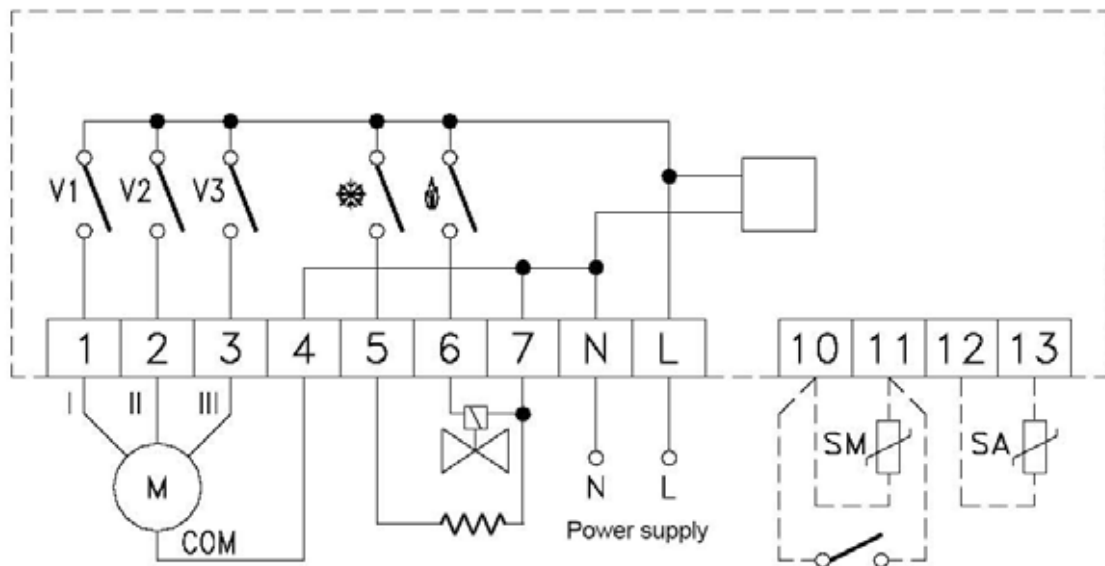 V1 V2 V3
1 2 3 4 5 6 7 N L 10 11 12 13
I II III
SM SA
M
N L
COM
Power supply